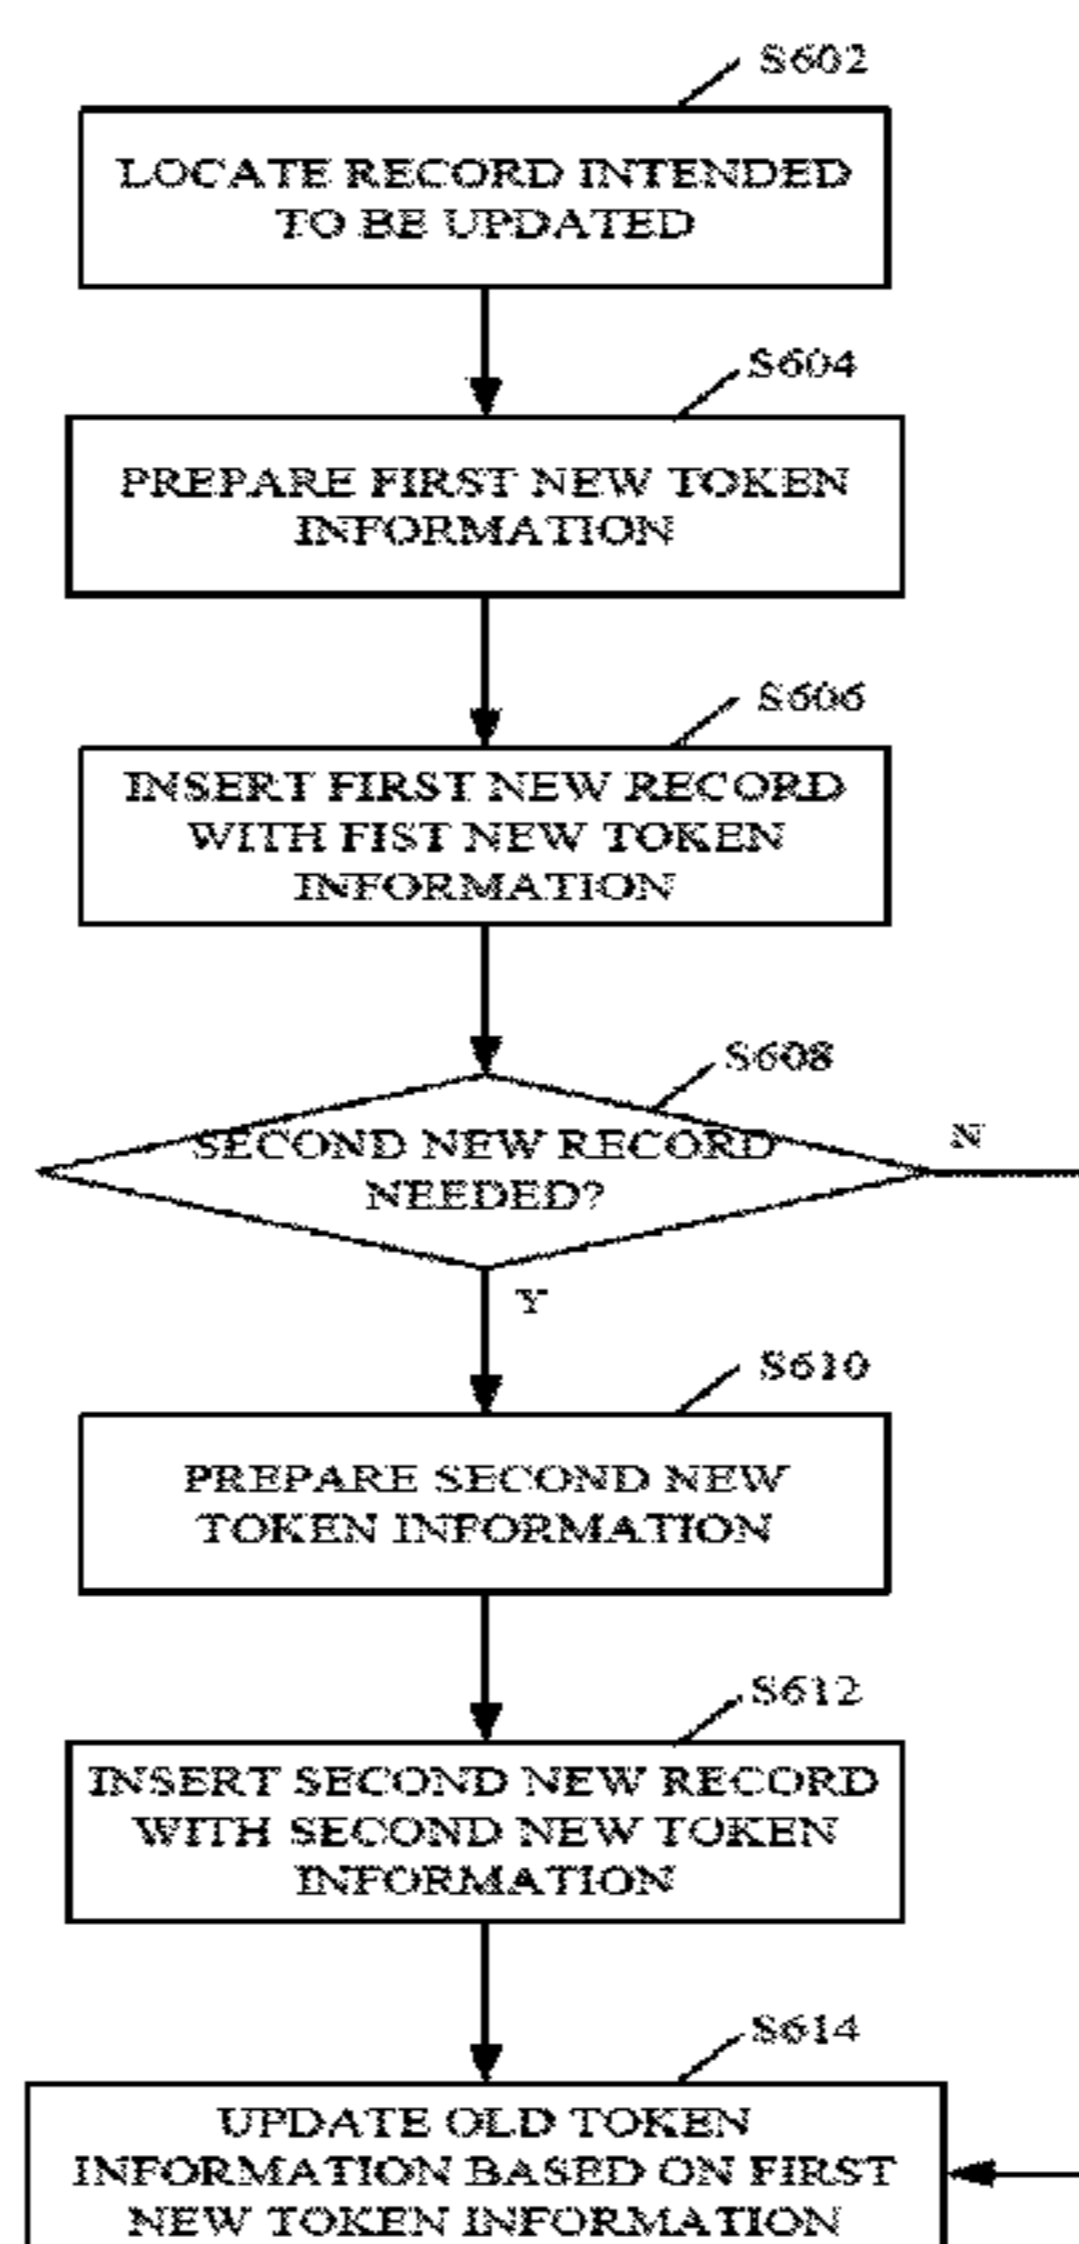 S602
LOCATE RECORD INTENDED
TO BE UPDATED
S604
PREPARE FIRST NEW TOKEN
INFORMATION
S606
INSERT FIRST NEW RECORD
WITH FIST NEW TOKEN
INFORMATION
S608
SECOND NEW RECORD
NEEDED?
N
Y
S610
PREPARE SECOND NEW
TOKEN INFORMATION
S612
INSERT SECOND NEW RECORD
WITH SECOND NEW TOKEN
INFORMATION
S614
UPDATE OLD TOKEN
INFORMATION BASED ON FIRST
NEW TOKEN INFORMATION